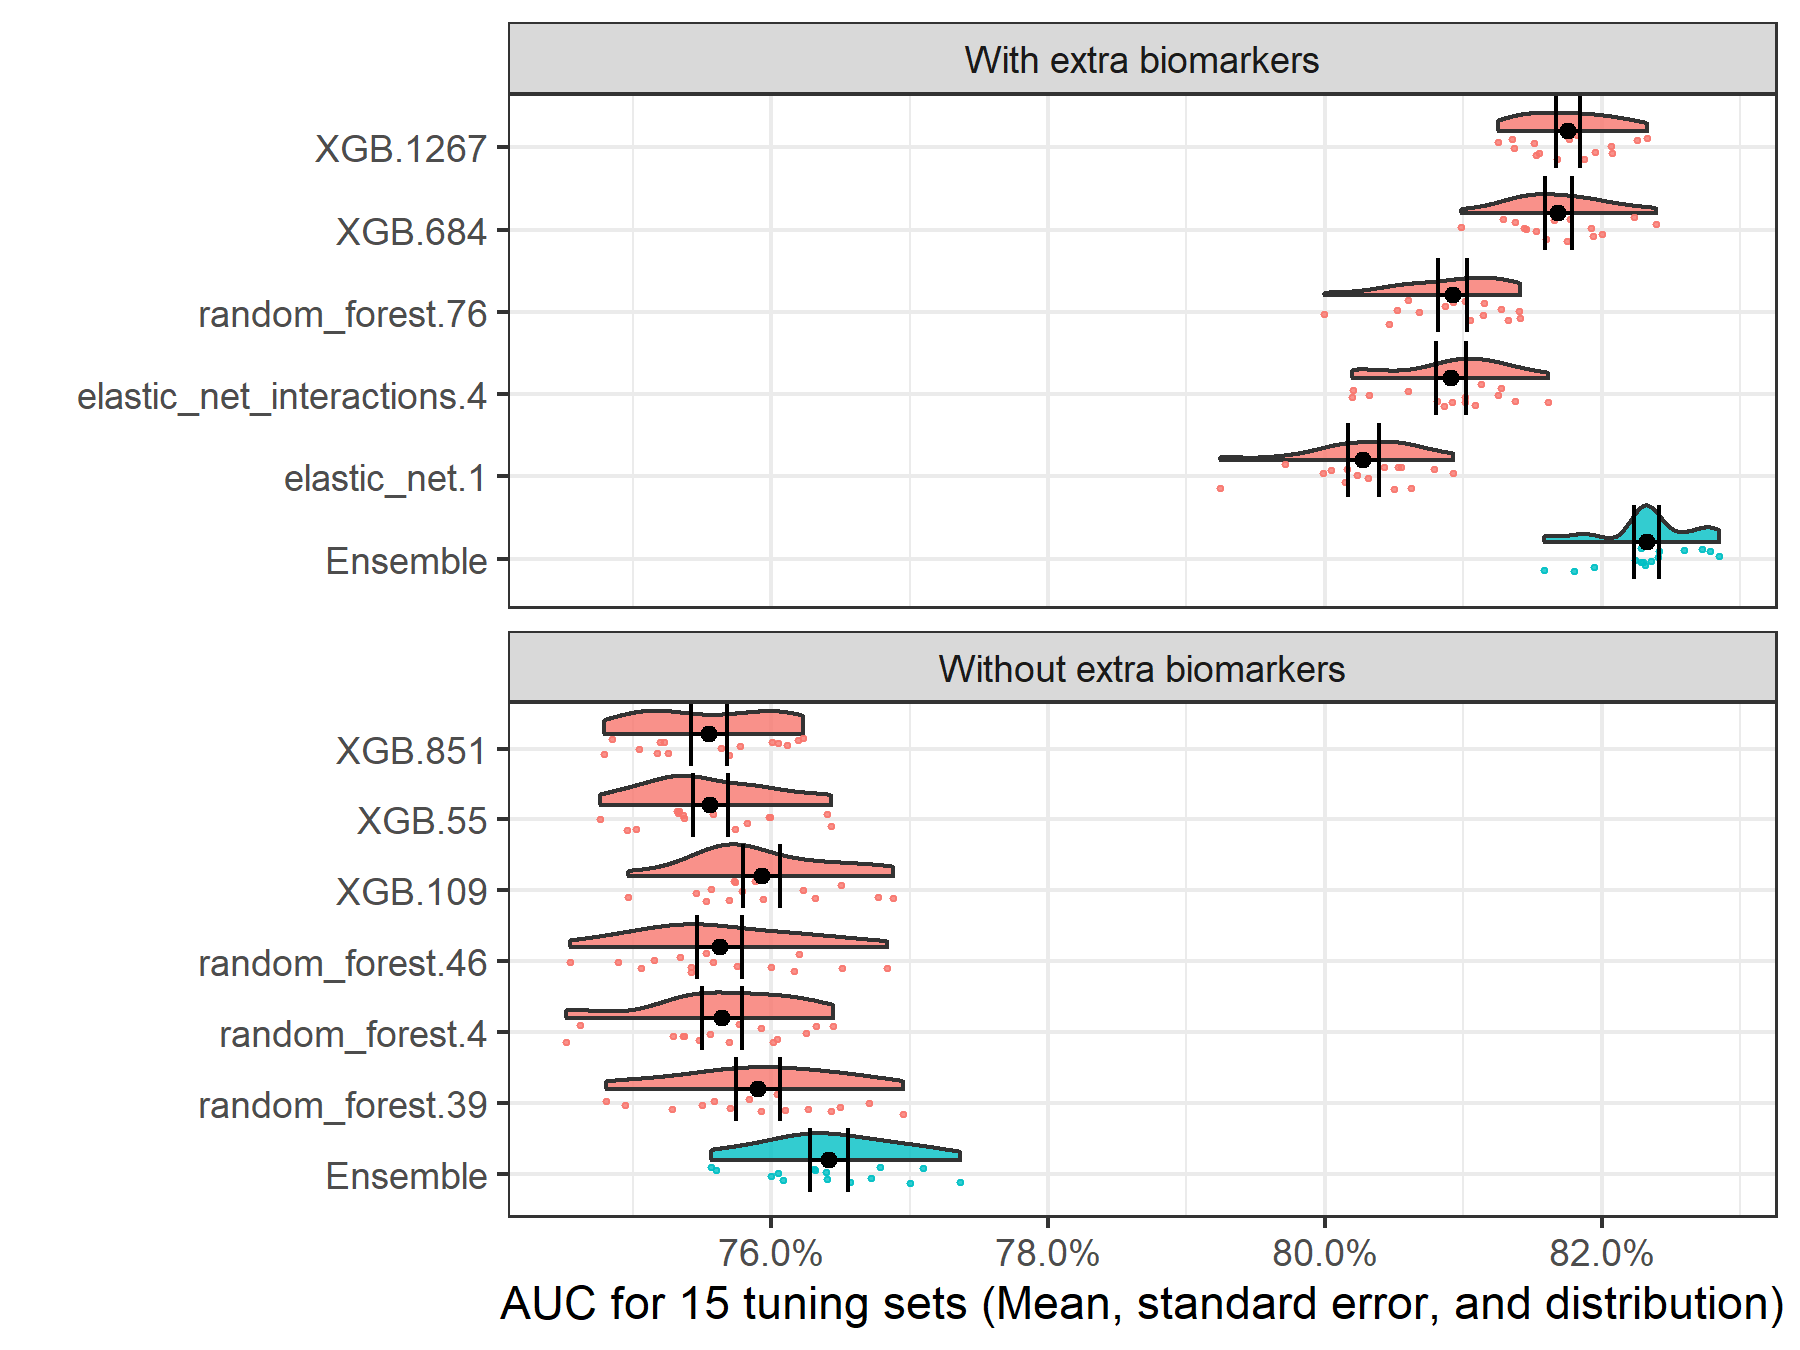 With extra biomarkers
XGB.1267
XGB.684
random_forest.76
elastic_net_interactions.4
elastic_net.1
Ensemble
Without extra biomarkers
XGB.851
XGB.55
XGB.109
random_forest.46
random_forest.4
random_forest.39
Ensemble
76.0% 78.0% 80.0% 82.0%
AUC for 15 tuning sets (Mean, standard error, and distribution)